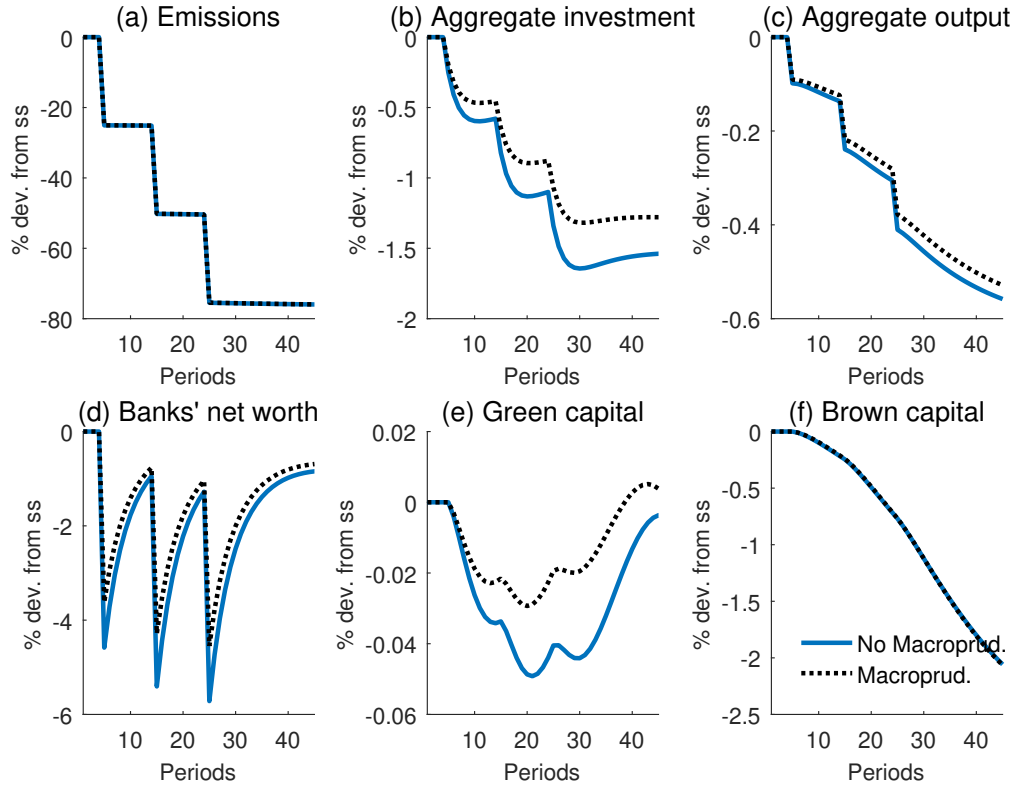 (a) Emissions
(b) Aggregate investment
(c) Aggregate output
% dev. from ss
0
-20
-40
-60
-80
10 20 30 40
Periods
% dev. from ss
0
-0.5
-1
-1.5
-2
10 20 30 40
Periods
% dev. from ss
0
-0.2
-0.4
-0.6
10 20 30 40
Periods
(d) Banks' net worth
(e) Green capital
(f) Brown capital
% dev. from ss
0
-2
-4
-6
10 20 30 40
Periods
% dev. from ss
0.02
0
-0.02
-0.04
-0.06
10 20 30 40
Periods
% dev. from ss
0
-0.5
-1
-1.5
-2
-2.5
No Macroprud.
Macroprud.
10 20 30 40
Periods